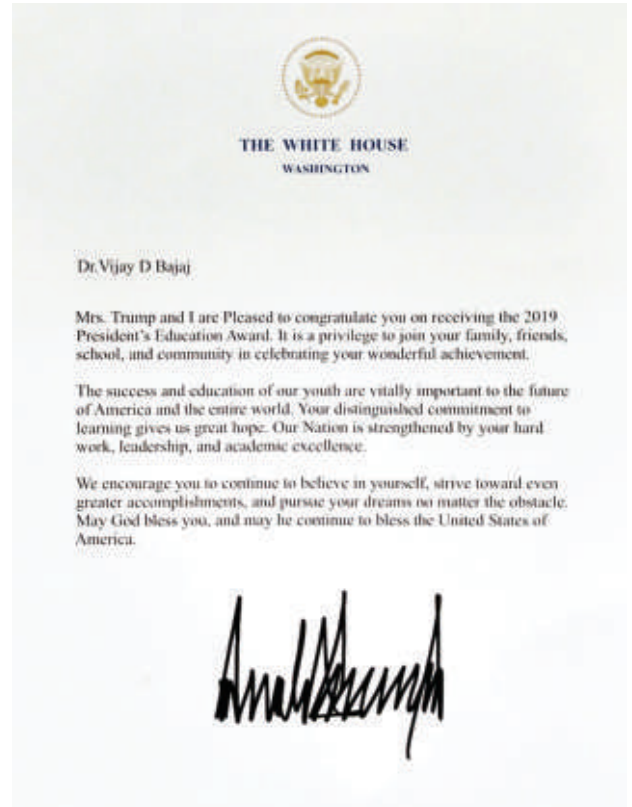 THE WHITE HOUSE
WASHINGTON
Dr.Vijay D Bajaj
Mrs. Trump and I are Pleased to congratulate you on receiving the 2019
President's Education Award. It is a privilege to join your family, friends,
school, and community in celebrating your wonderful achievement.
The success and education of our youth are vitally important to the future
of America and the entire world. Your distinguished commitment to
learning gives us great hope. Our Nation is strengthened by your hard
work, leadership, and academic excellence.
We encourage you to continue to believe in yourself, strive toward even
greater accomplishments, and pursue your dreams no matter the obstacle.
May God bless you, and may he continue to bless the United States of
America.